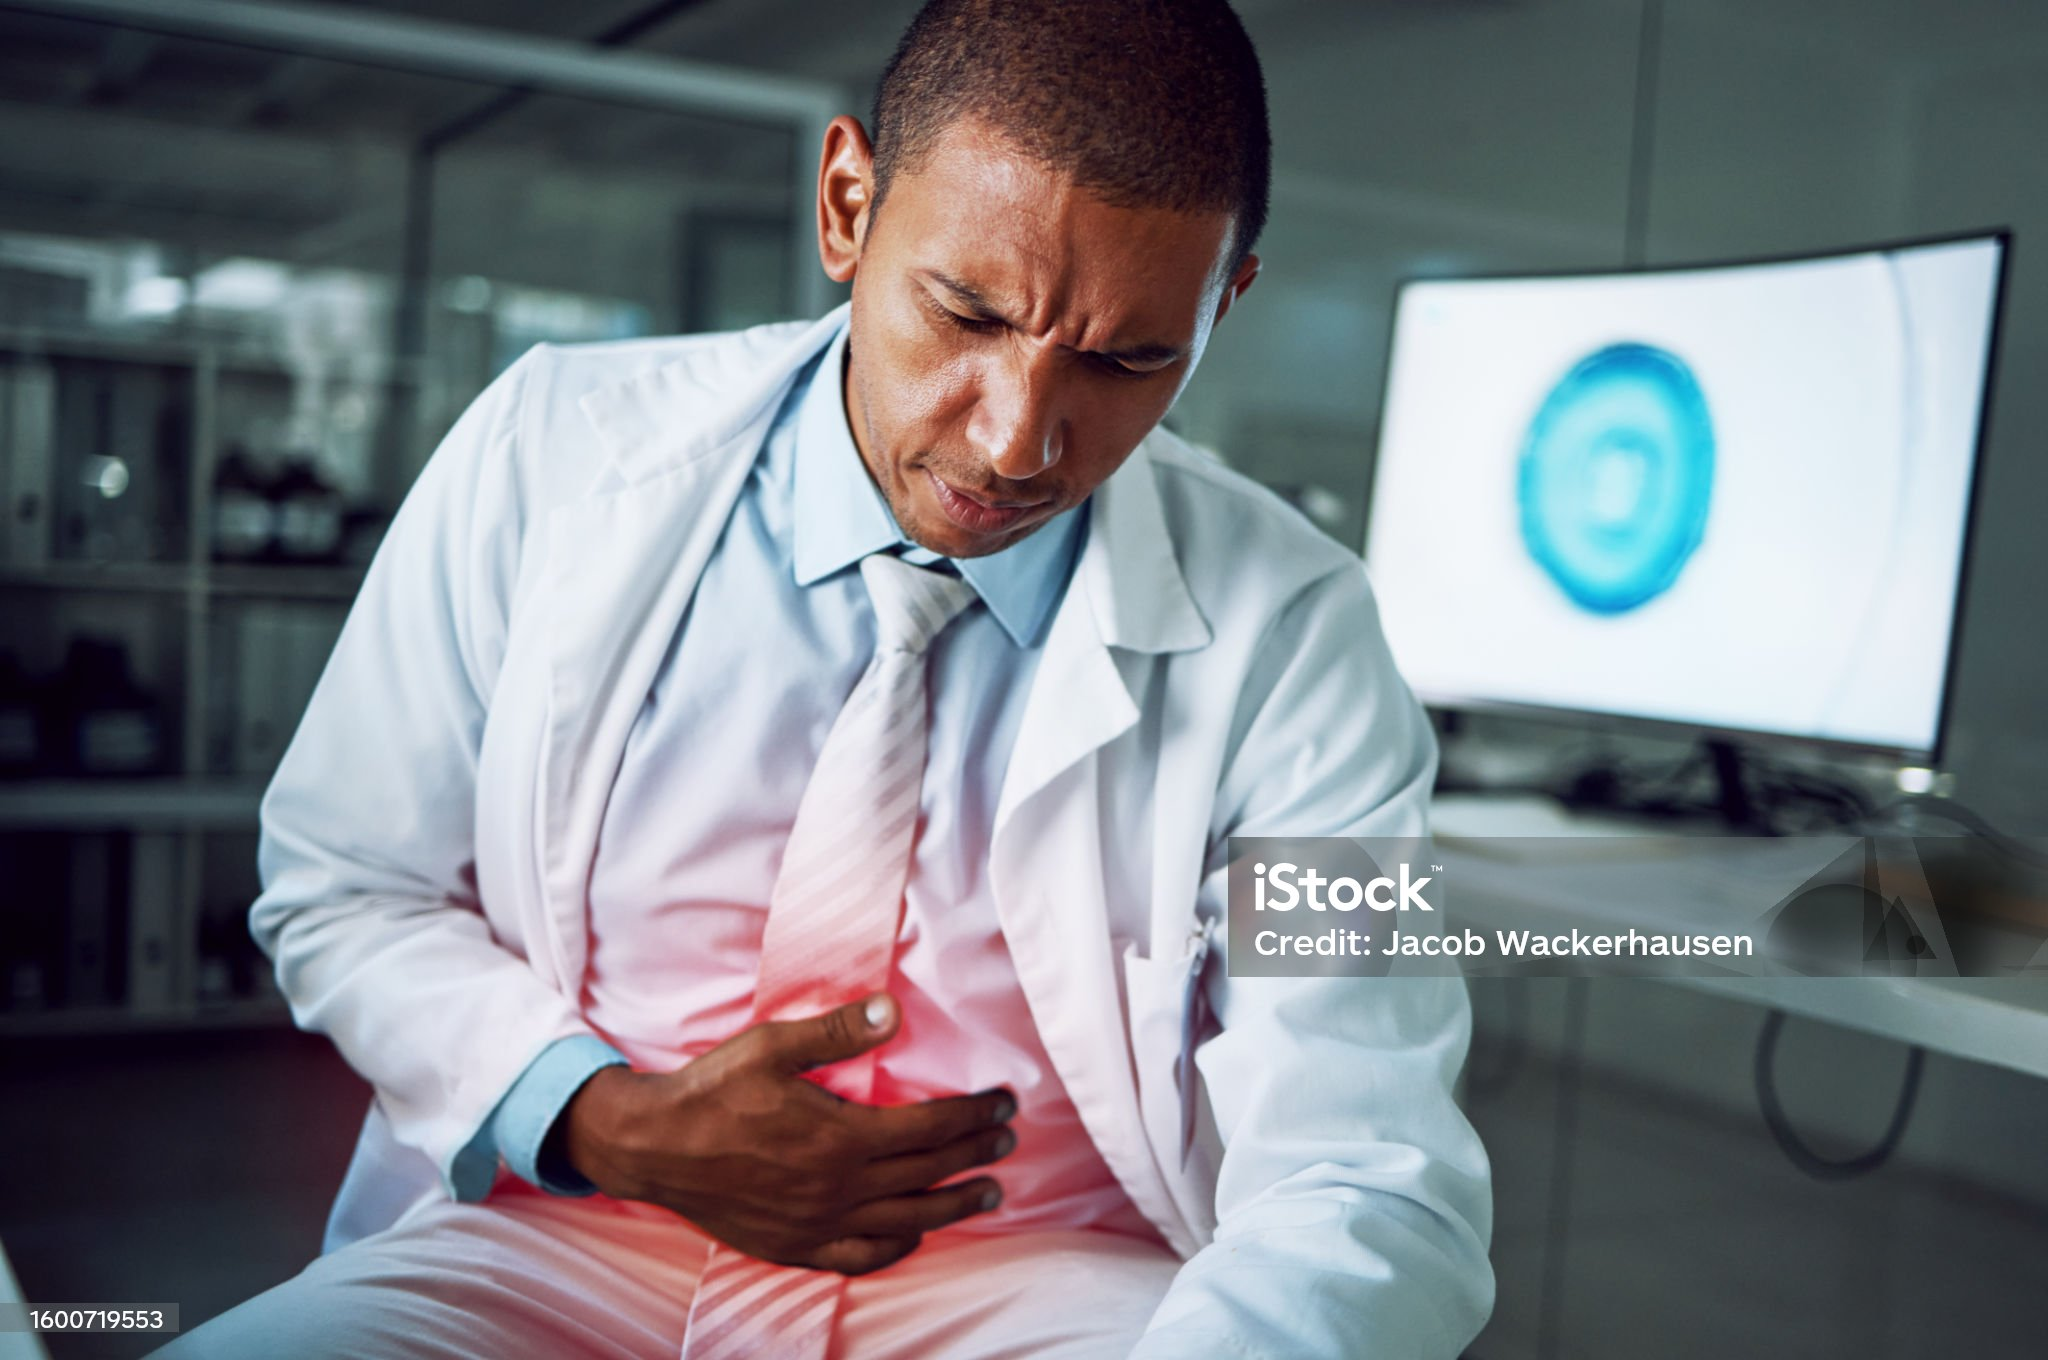 iStock™
Credit: Jacob Wackerhausen
1600719553